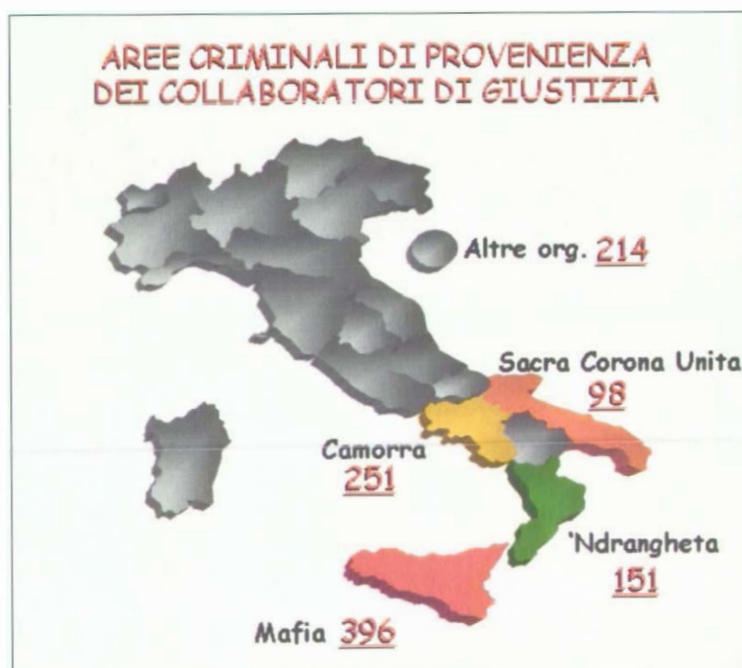 AREE CRIMINALI DI PROVENIENZA
DEI COLLABORATORI DI GIUSTIZIA
Altre org. 214
Sacra Corona Unita
98
Camorra
251
'Ndrangheta
151
Mafia 396